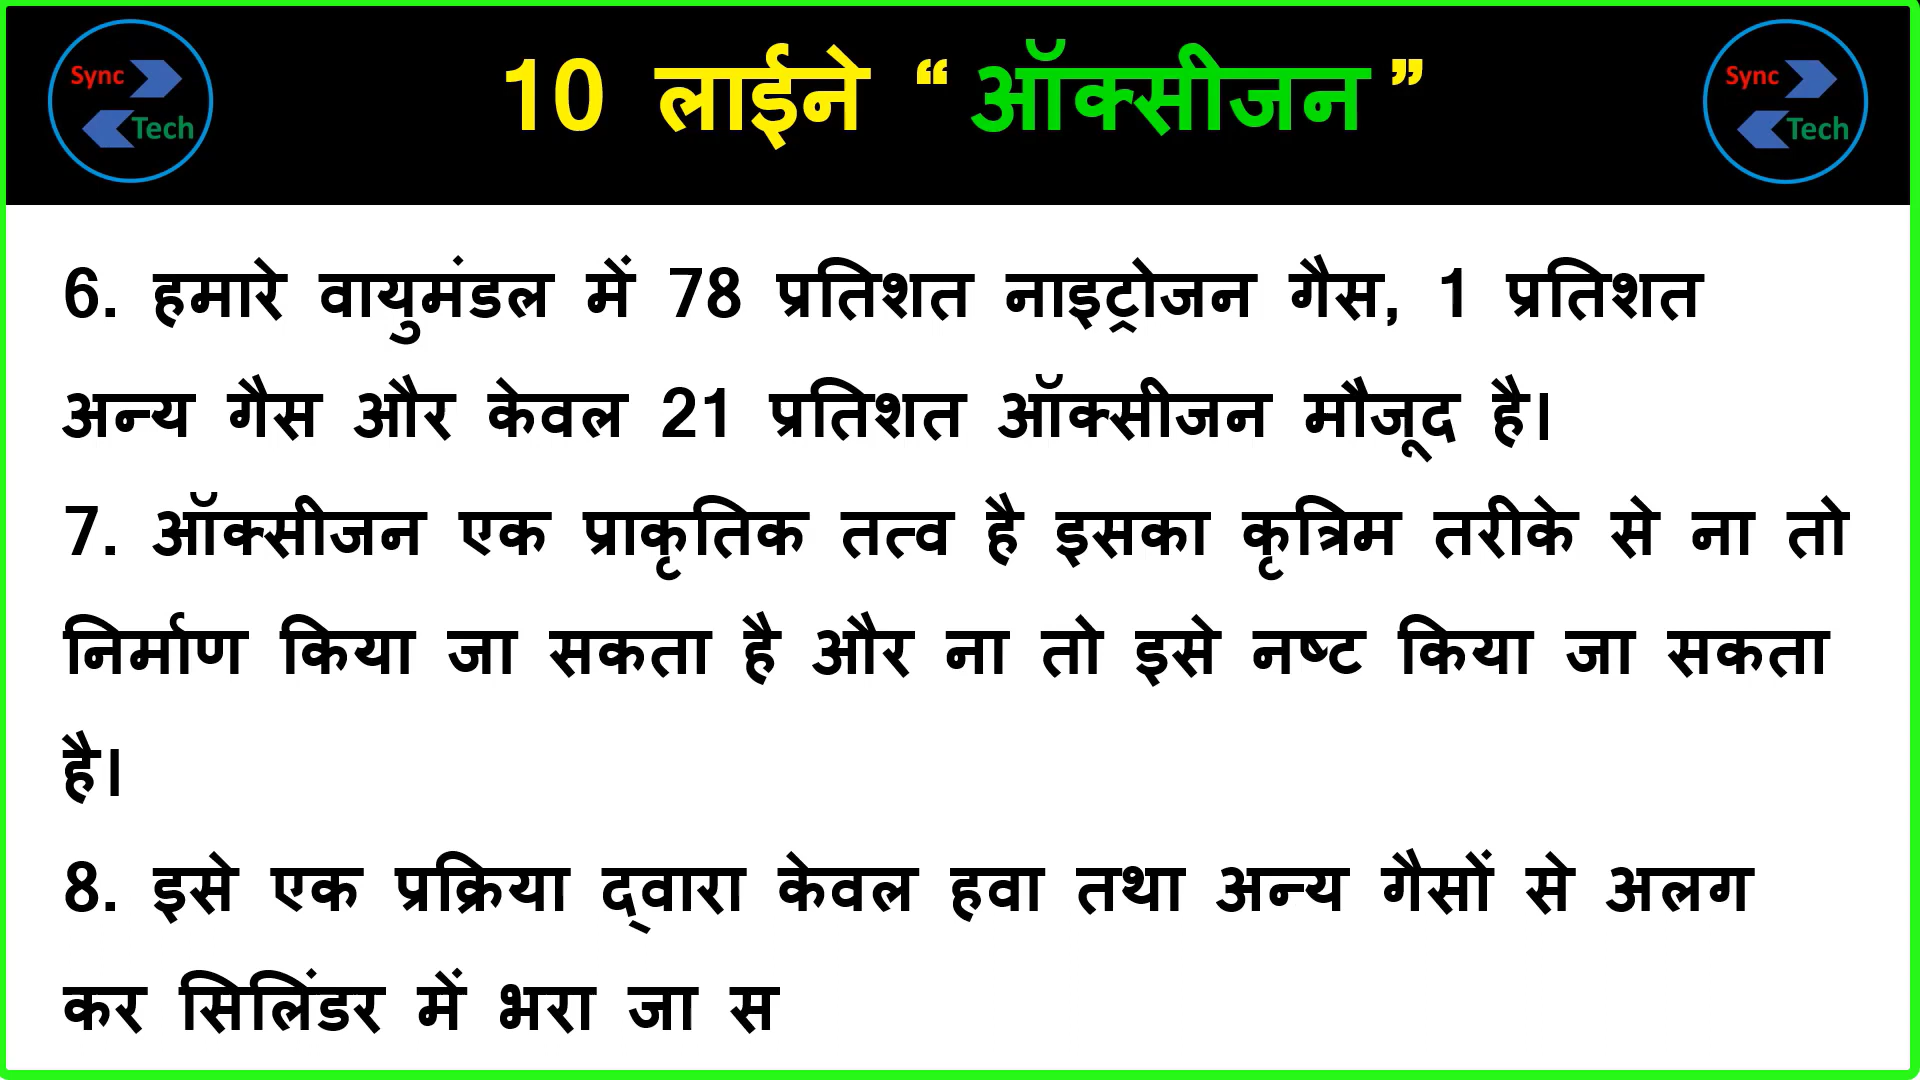 Sync
Tech
10 लाईने “ऑक्सीजन”
Sync
Tech
6. हमारे वायुमंडल में 78 प्रतिशत नाइट्रोजन गैस, 1 प्रतिशत
अन्य गैस और केवल 21 प्रतिशत ऑक्सीजन मौजूद है।
7. ऑक्सीजन एक प्राकृतिक तत्व है इसका कृत्रिम तरीके से ना तो
निर्माण किया जा सकता है और ना तो इसे नष्ट किया जा सकता
है।
8. इसे एक प्रक्रिया द्वारा केवल हवा तथा अन्य गैसों से अलग
कर सिलिंडर में भरा जा स